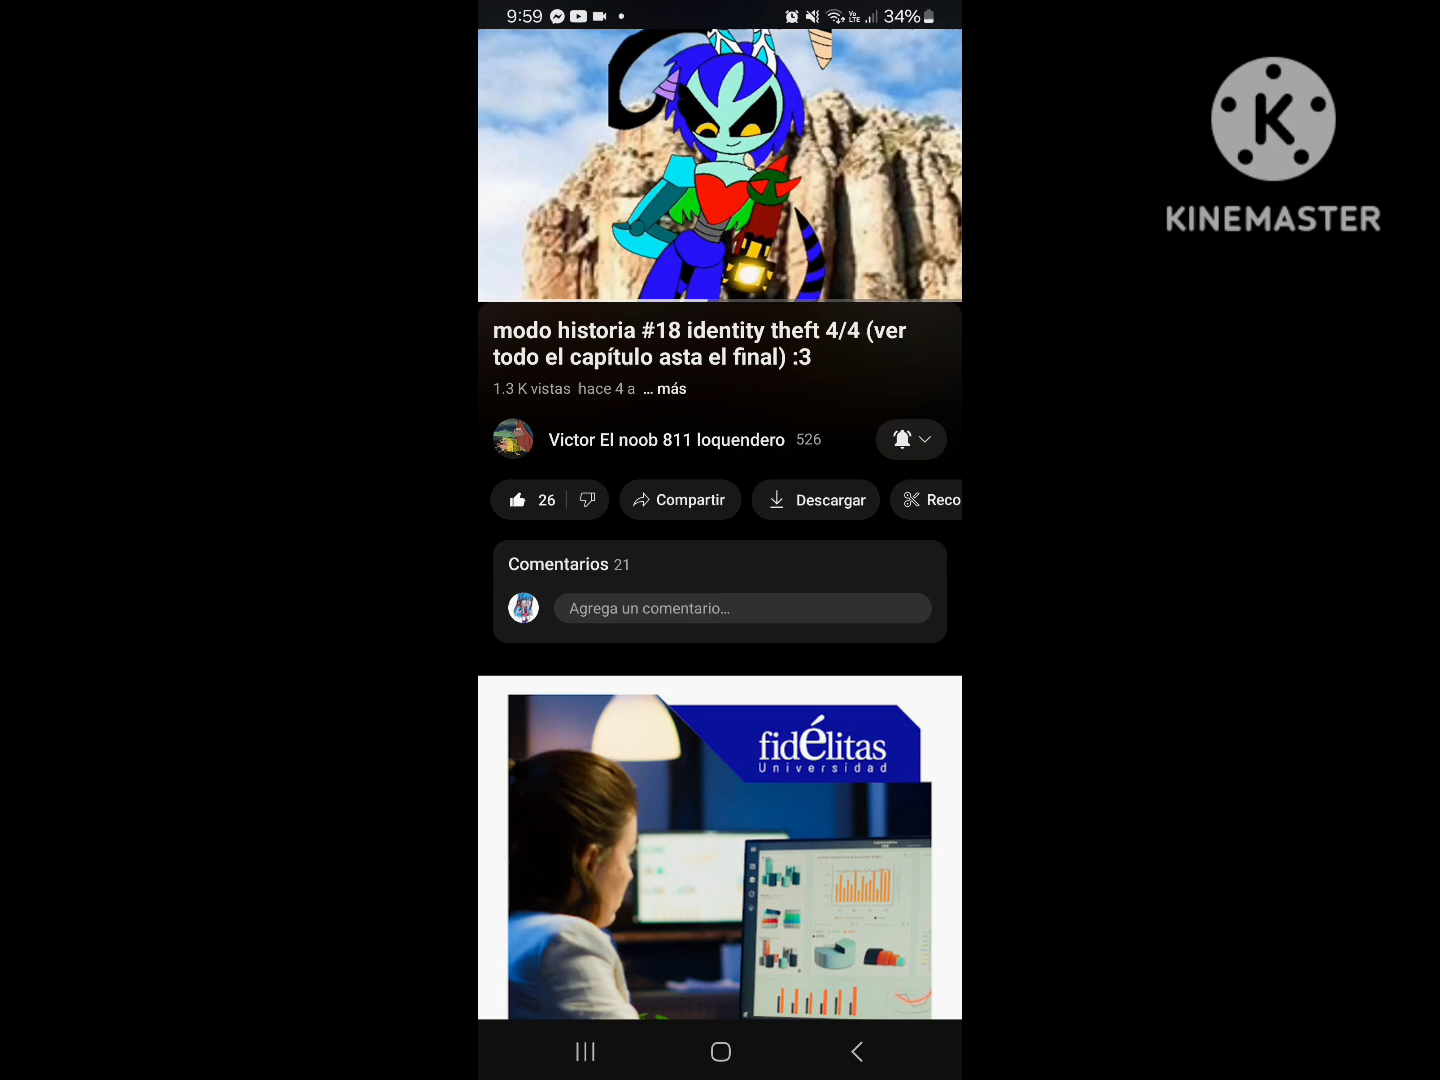 9:59
Vo
LTE
34%
KINEMASTER
modo historia #18 identity theft 4/4 (ver
todo el capítulo asta el final) :3
1.3 K vistas hace 4 a ... más
Victor El noob 811 loquendero 526
26
Compartir
Descargar
Reco
Comentarios 21
Agrega un comentario...
fidélitas
Universidad